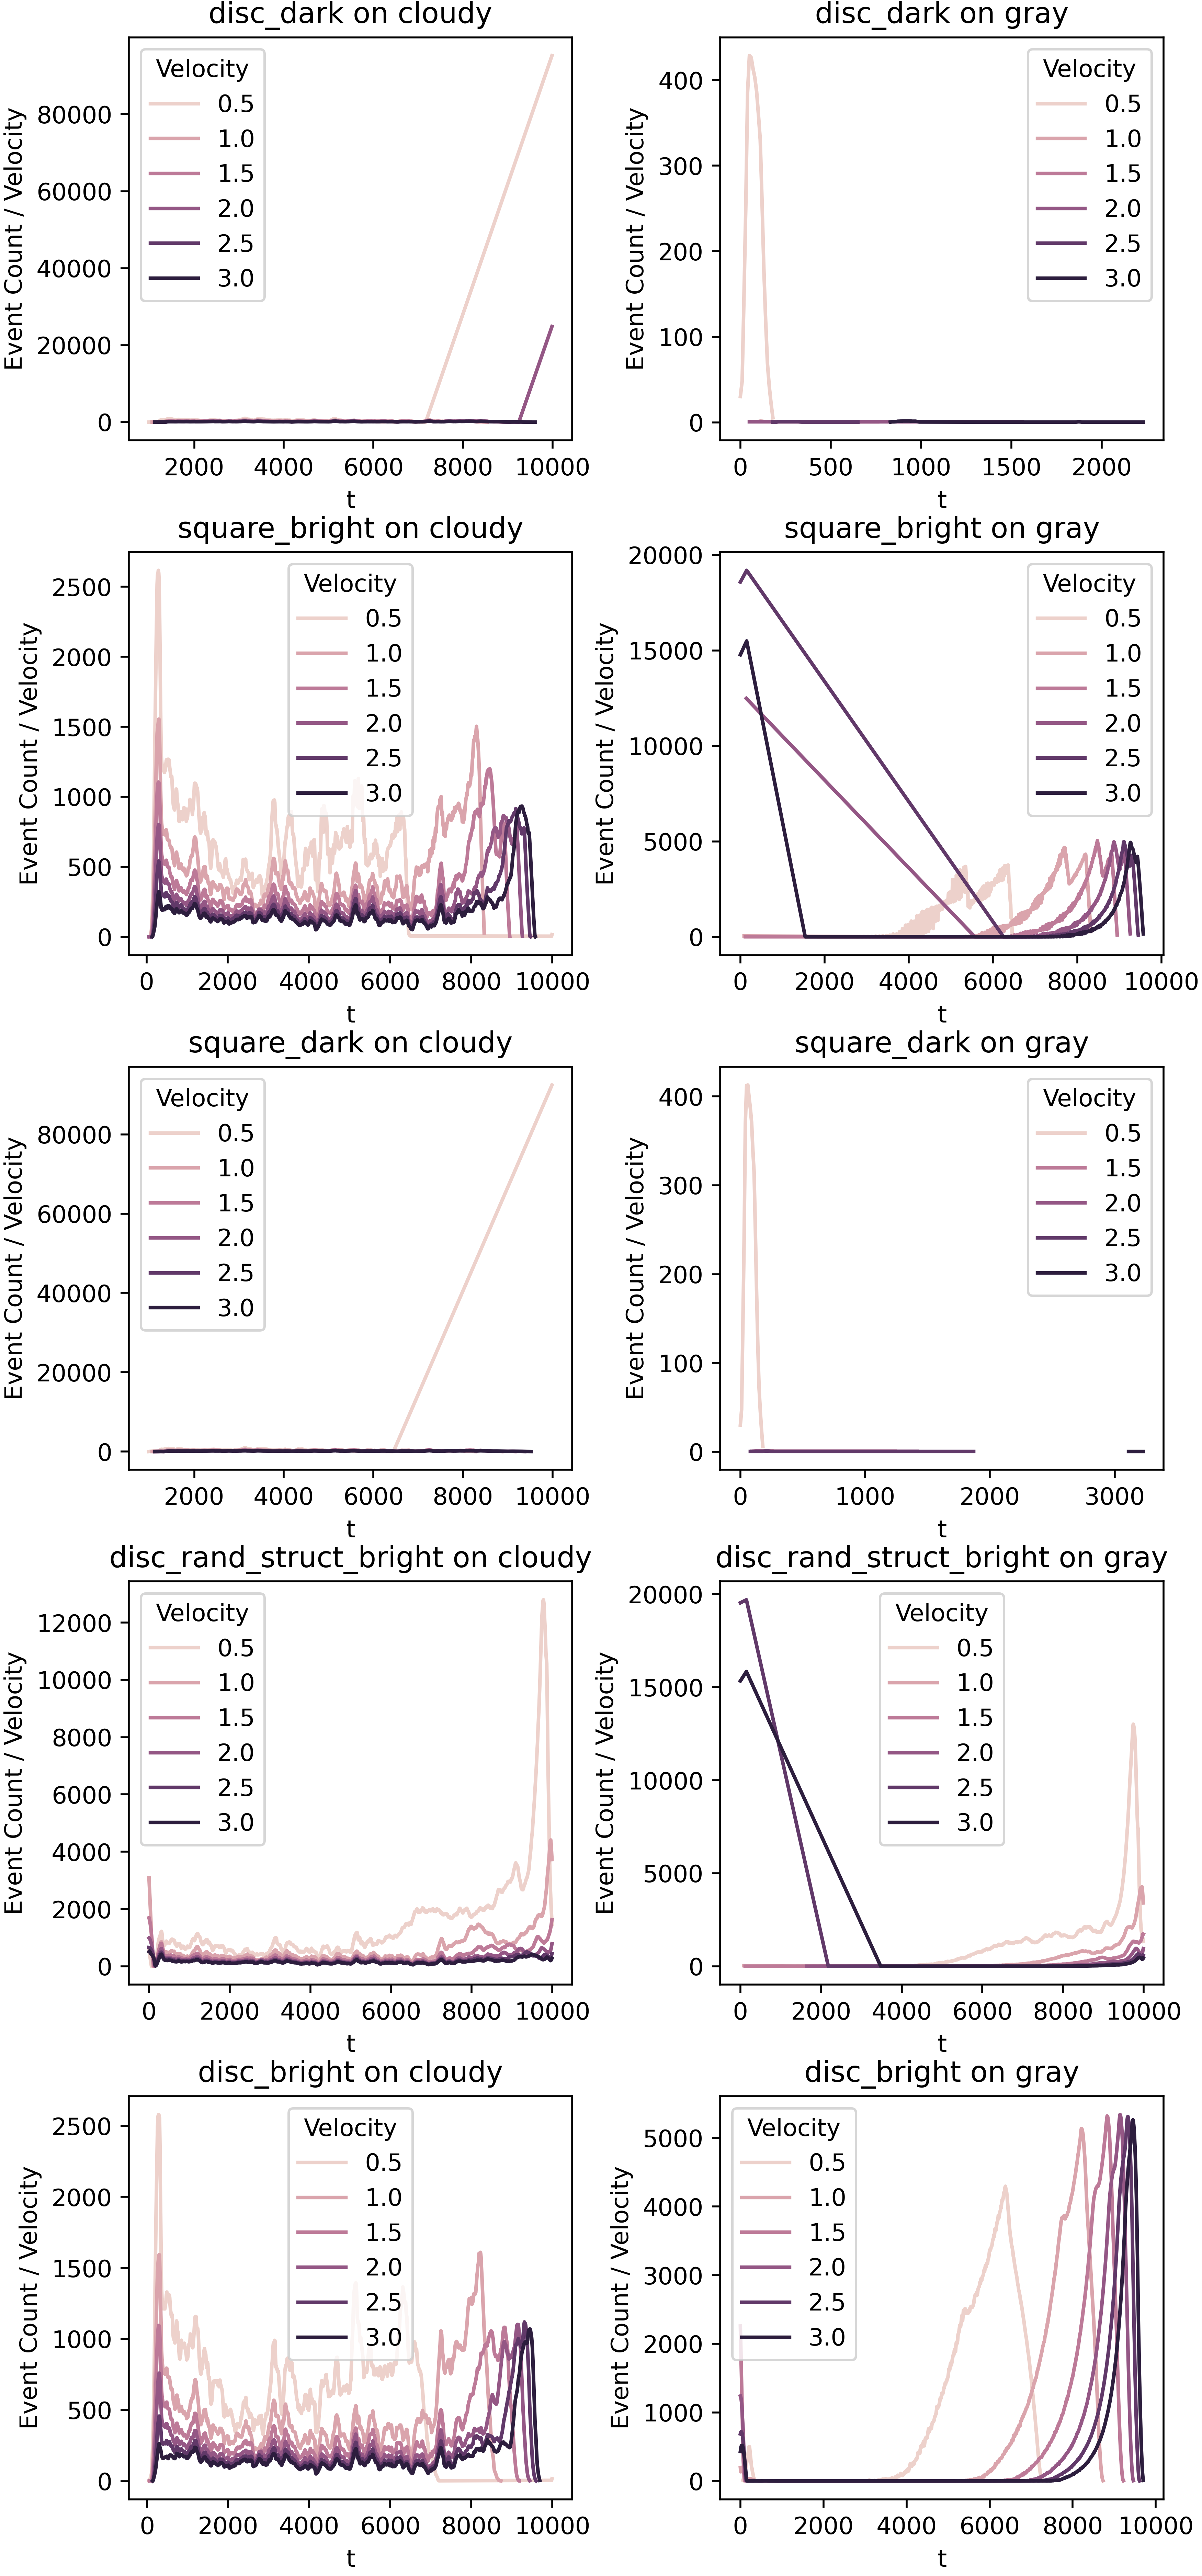 disc_dark on cloudy
Event Count / Velocity
80000
60000
40000
20000
0
Velocity
0.5
1.0
1.5
2.0
2.5
3.0
2000 4000 6000 8000 10000
t
disc_dark on gray
Event Count / Velocity
400
300
200
100
0
Velocity
0.5
1.0
1.5
2.0
2.5
3.0
0 500 1000 1500 2000
t
square_bright on cloudy
Event Count / Velocity
2500
2000
1500
1000
500
0
Velocity
0.5
1.0
1.5
2.0
2.5
3.0
0 2000 4000 6000 8000 10000
t
square_bright on gray
Event Count / Velocity
20000
15000
10000
5000
0
Velocity
0.5
1.0
1.5
2.0
2.5
3.0
0 2000 4000 6000 8000 10000
t
square_dark on cloudy
Event Count / Velocity
80000
60000
40000
20000
0
Velocity
0.5
1.0
1.5
2.0
2.5
3.0
2000 4000 6000 8000 10000
t
square_dark on gray
Event Count / Velocity
400
300
200
100
0
Velocity
0.5
1.5
2.0
2.5
3.0
0 1000 2000 3000
t
disc_rand_struct_bright on cloudy
Event Count / Velocity
12000
10000
8000
6000
4000
2000
0
Velocity
0.5
1.0
1.5
2.0
2.5
3.0
0 2000 4000 6000 8000 10000
t
disc_rand_struct_bright on gray
Event Count / Velocity
20000
15000
10000
5000
0
Velocity
0.5
1.0
1.5
2.0
2.5
3.0
0 2000 4000 6000 8000 10000
t
disc_bright on cloudy
Event Count / Velocity
2500
2000
1500
1000
500
0
Velocity
0.5
1.0
1.5
2.0
2.5
3.0
0 2000 4000 6000 8000 10000
t
disc_bright on gray
Event Count / Velocity
5000
4000
3000
2000
1000
0
Velocity
0.5
1.0
1.5
2.0
2.5
3.0
0 2000 4000 6000 8000 10000
t